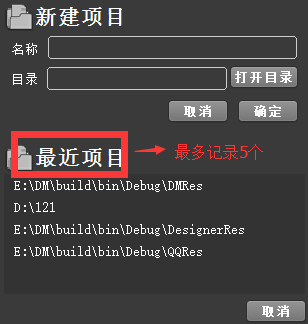 新建项目
名称
目录 打开目录
取消 确定
最近项目 最多记录5个
E:\DM\build\bin\Debug\DMRes
D:\121
E:\DM\build\bin\Debug\DesignerRes
E:\DM\build\bin\Debug\QQRes
取消